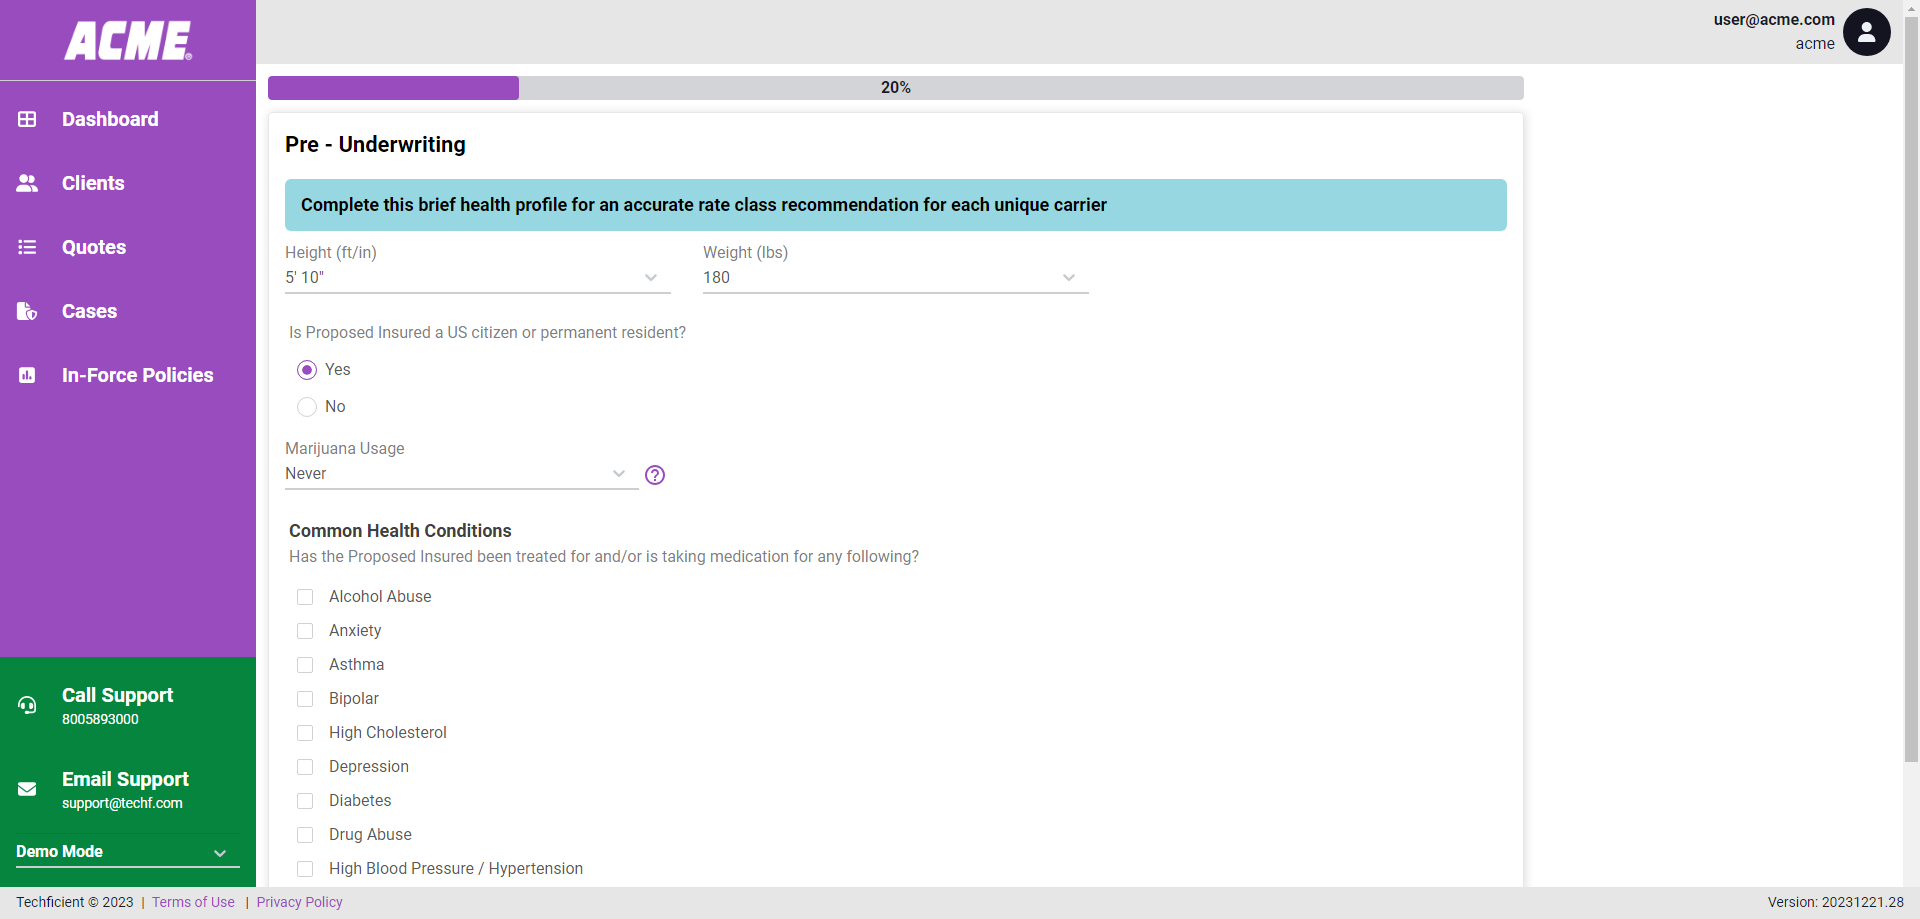 ACME®
user@acme.com
acme
Dashboard
Clients
Quotes
Cases
In-Force Policies
Call Support
8005893000
Email Support
support@techf.com
Demo Mode
20%
Pre - Underwriting
Complete this brief health profile for an accurate rate class recommendation for each unique carrier
Height (ft/in)
5' 10"
Weight (lbs)
180
Is Proposed Insured a US citizen or permanent resident?
Yes
No
Marijuana Usage
Never
?
Common Health Conditions
Has the Proposed Insured been treated for and/or is taking medication for any following?
Alcohol Abuse
Anxiety
Asthma
Bipolar
High Cholesterol
Depression
Diabetes
Drug Abuse
High Blood Pressure / Hypertension
Techficient © 2023 | Terms of Use | Privacy Policy
Version: 20231221.28